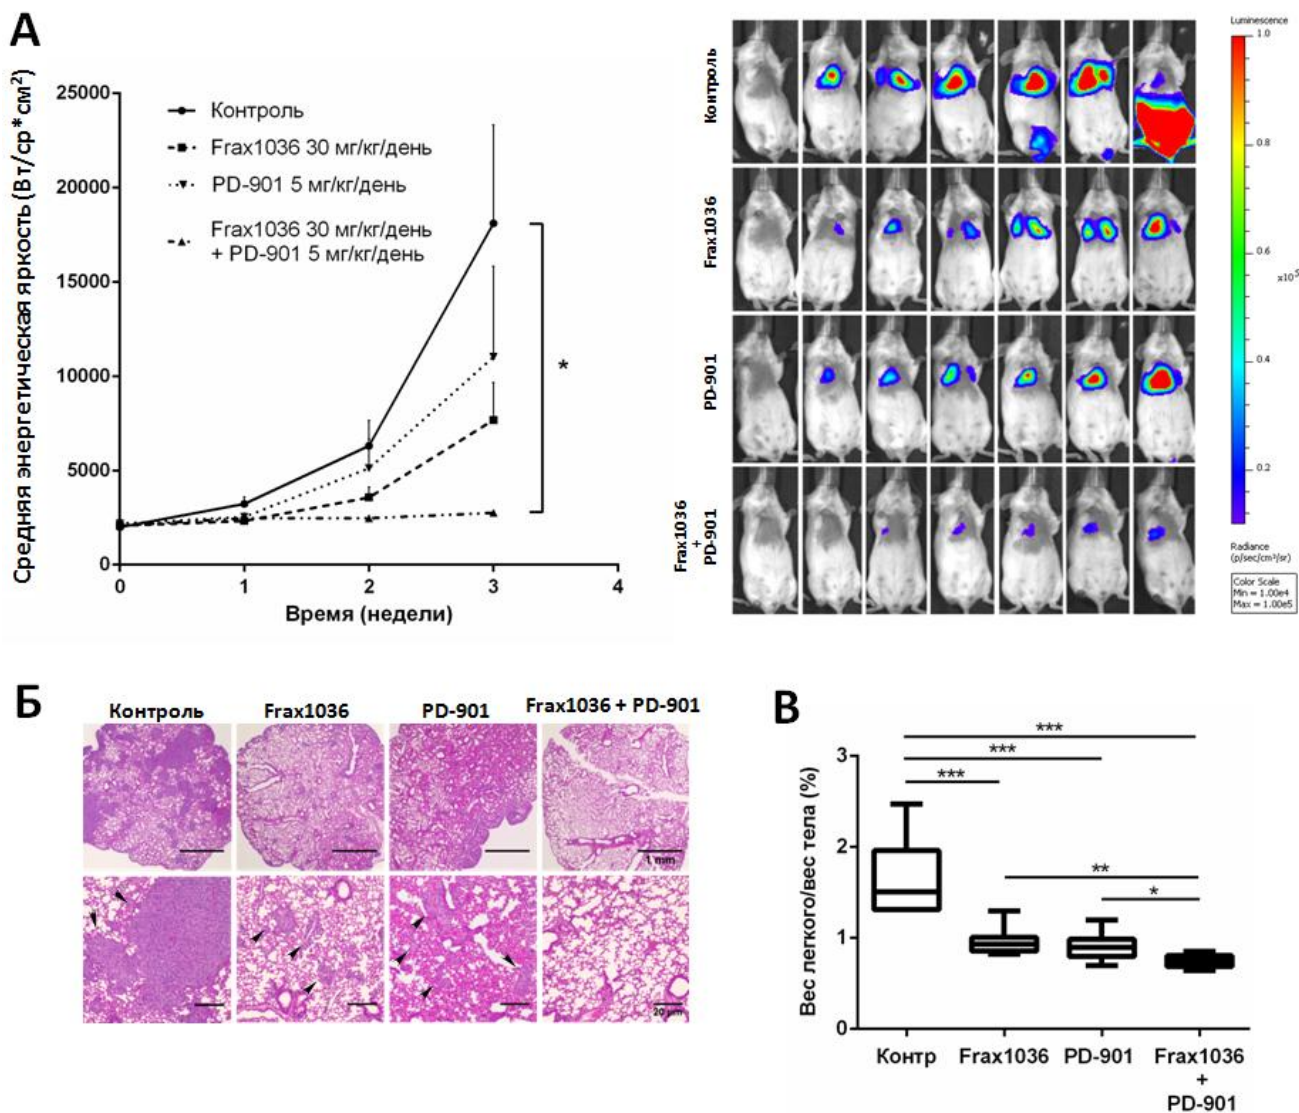 А
Средняя энергетическая яркость (Вт/ср*см²)
25000
20000
15000
10000
5000
0
0
1
2
3
4
Время (недели)
Контроль
Frax1036 30 мг/кг/день
PD-901 5 мг/кг/день
Frax1036 30 мг/кг/день
+ PD-901 5 мг/кг/день
*
Контроль
Frax1036
PD-901
Frax1036
+
PD-901
Luminescence
1.0
0.8
0.6
x10⁵
0.4
0.2
Radiance
(p/sec/cm²/sr)
Color Scale
Min = 1.00e4
Max = 1.00e5
Б
Контроль
Frax1036
PD-901
Frax1036 + PD-901
1 mm
20 μm
В
Вес легкого/вес тела (%)
3
2
1
0
***
***
***
**
*
Контр
Frax1036
PD-901
Frax1036
+
PD-901